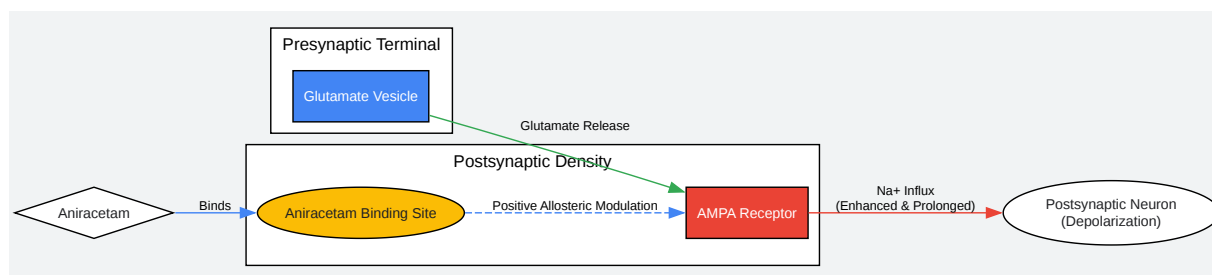 Presynaptic Terminal
Glutamate Vesicle
Glutamate Release
Postsynaptic Density
Aniracetam
Binds
Aniracetam Binding Site
Positive Allosteric Modulation
AMPA Receptor
Na+ Influx
(Enhanced & Prolonged)
Postsynaptic Neuron
(Depolarization)